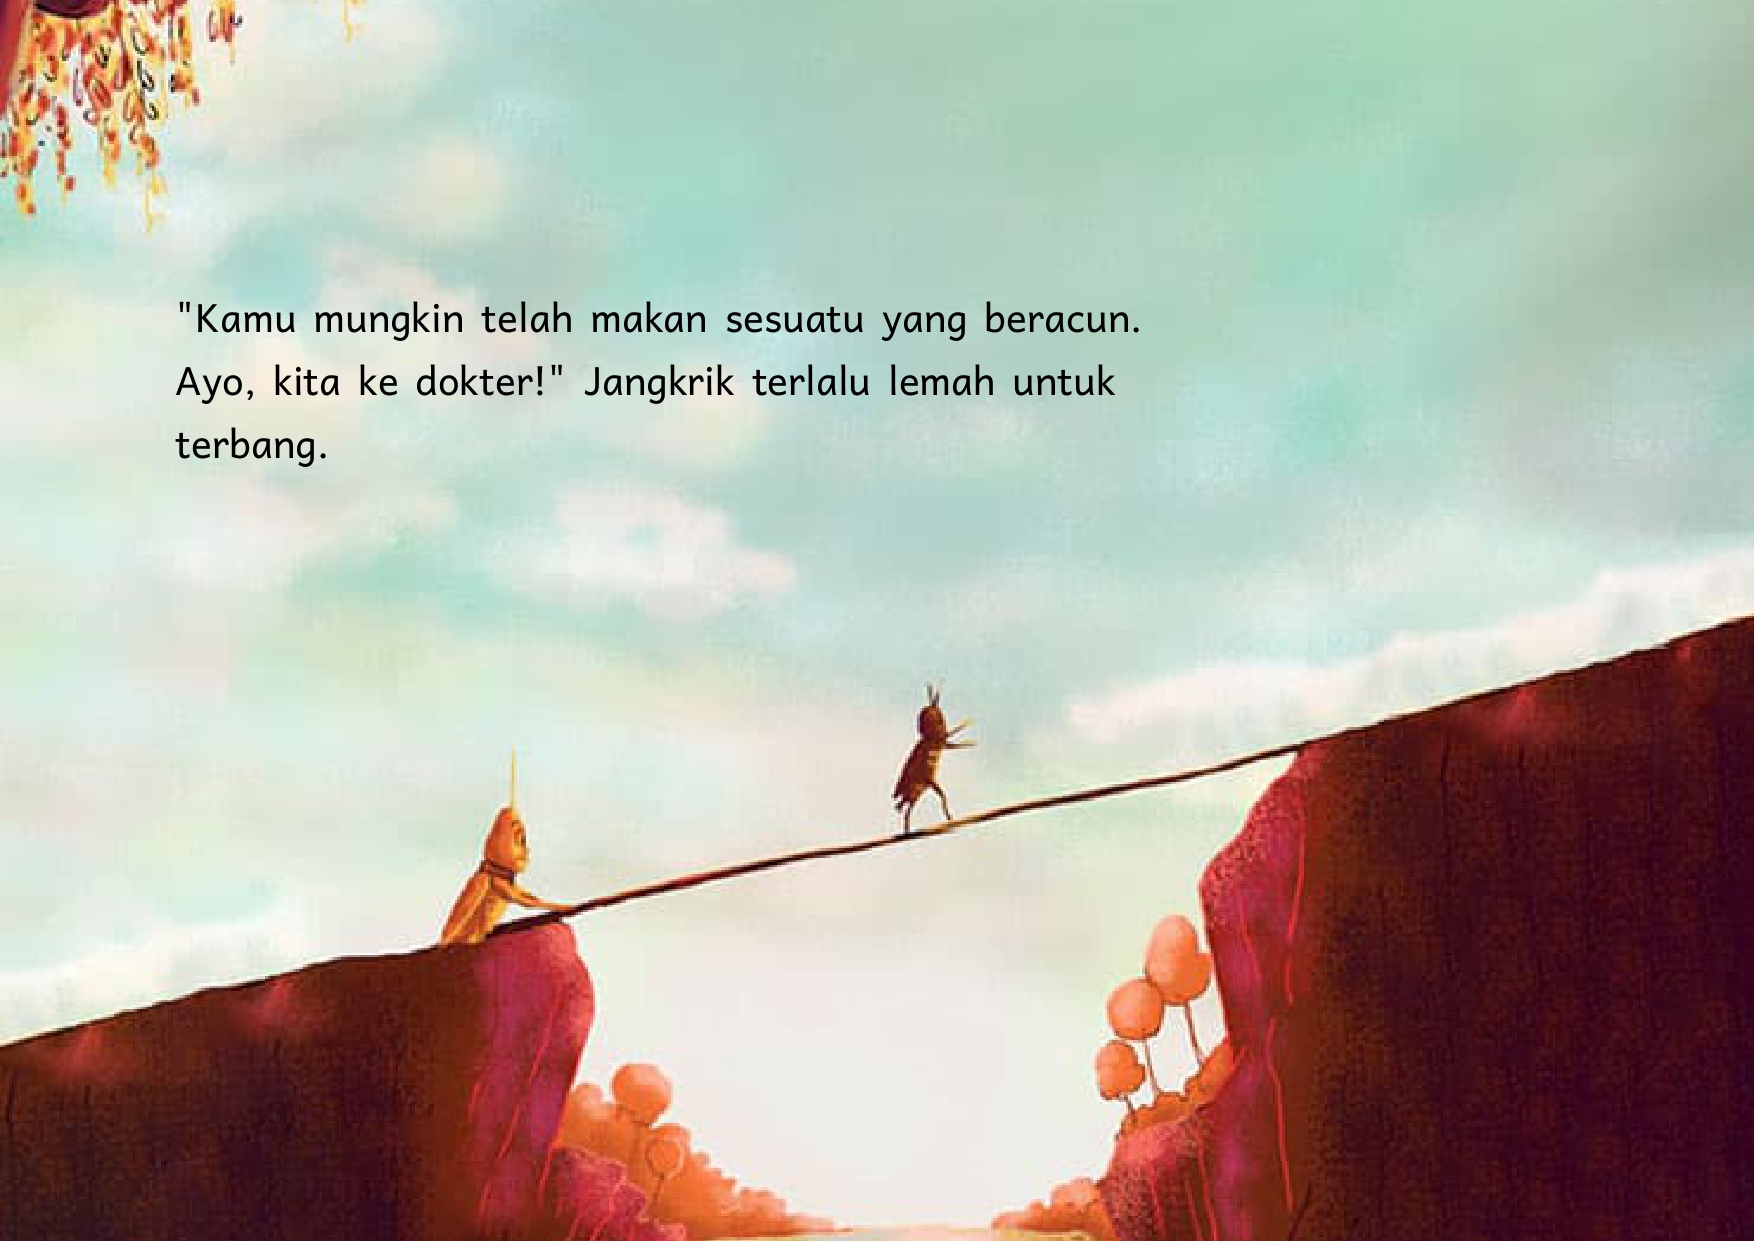 "Kamu mungkin telah makan sesuatu yang beracun.
Ayo, kita ke dokter!" Jangkrik terlalu lemah untuk
terbang.